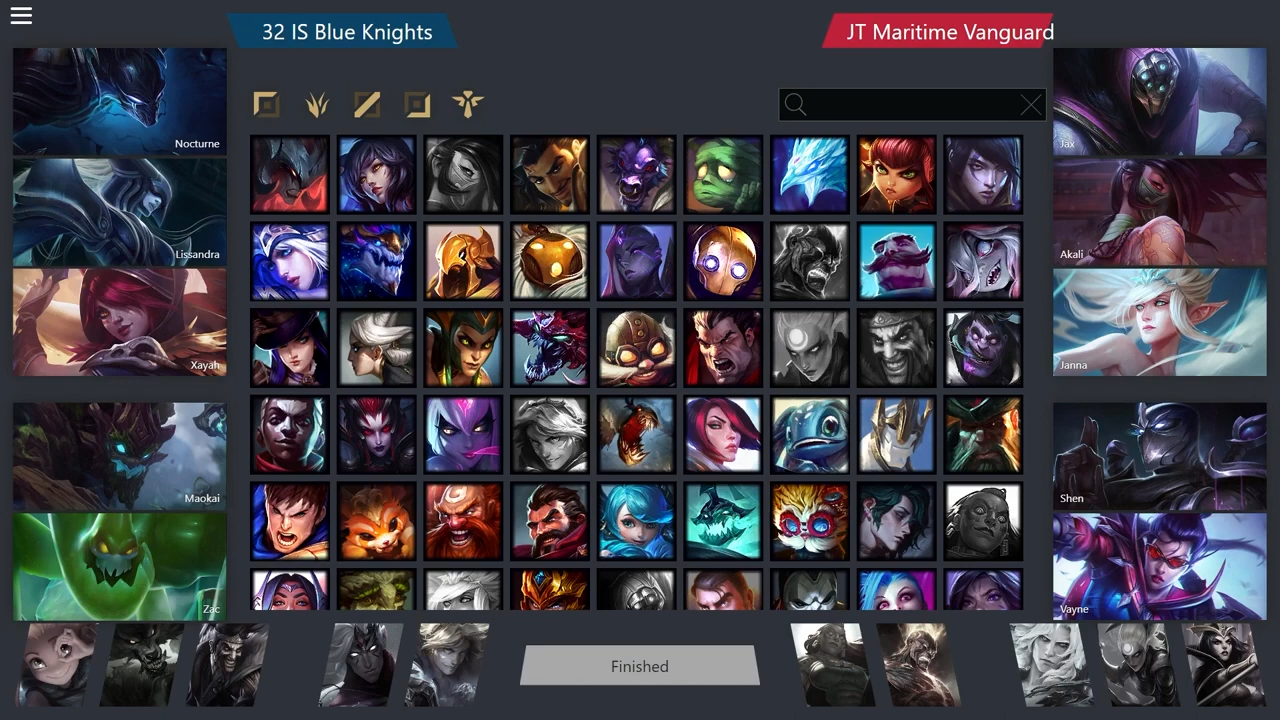 32 IS Blue Knights
JT Maritime Vanguard
Nocturne
Lissandra
Xayah
Maokai
Zac
Jax
Akali
Janna
Shen
Vayne
Finished